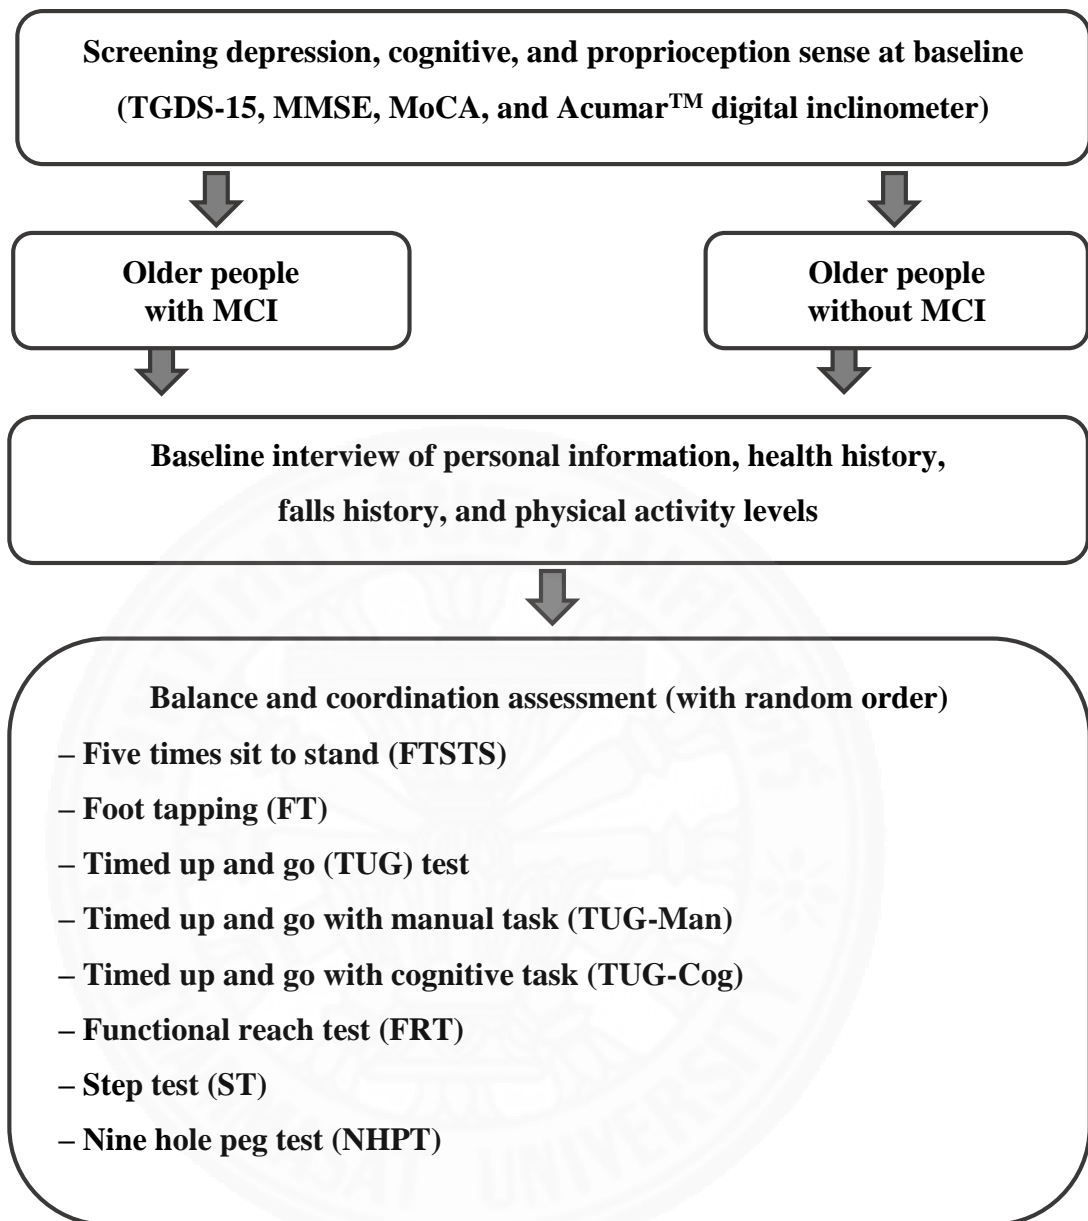 Screening depression, cognitive, and proprioception sense at baseline
(TGDS-15, MMSE, MoCA, and Acumar™ digital inclinometer)
Older people
with MCI
Older people
without MCI
Baseline interview of personal information, health history,
falls history, and physical activity levels
Balance and coordination assessment (with random order)
– Five times sit to stand (FTSTS)
– Foot tapping (FT)
– Timed up and go (TUG) test
– Timed up and go with manual task (TUG-Man)
– Timed up and go with cognitive task (TUG-Cog)
– Functional reach test (FRT)
– Step test (ST)
– Nine hole peg test (NHPT)